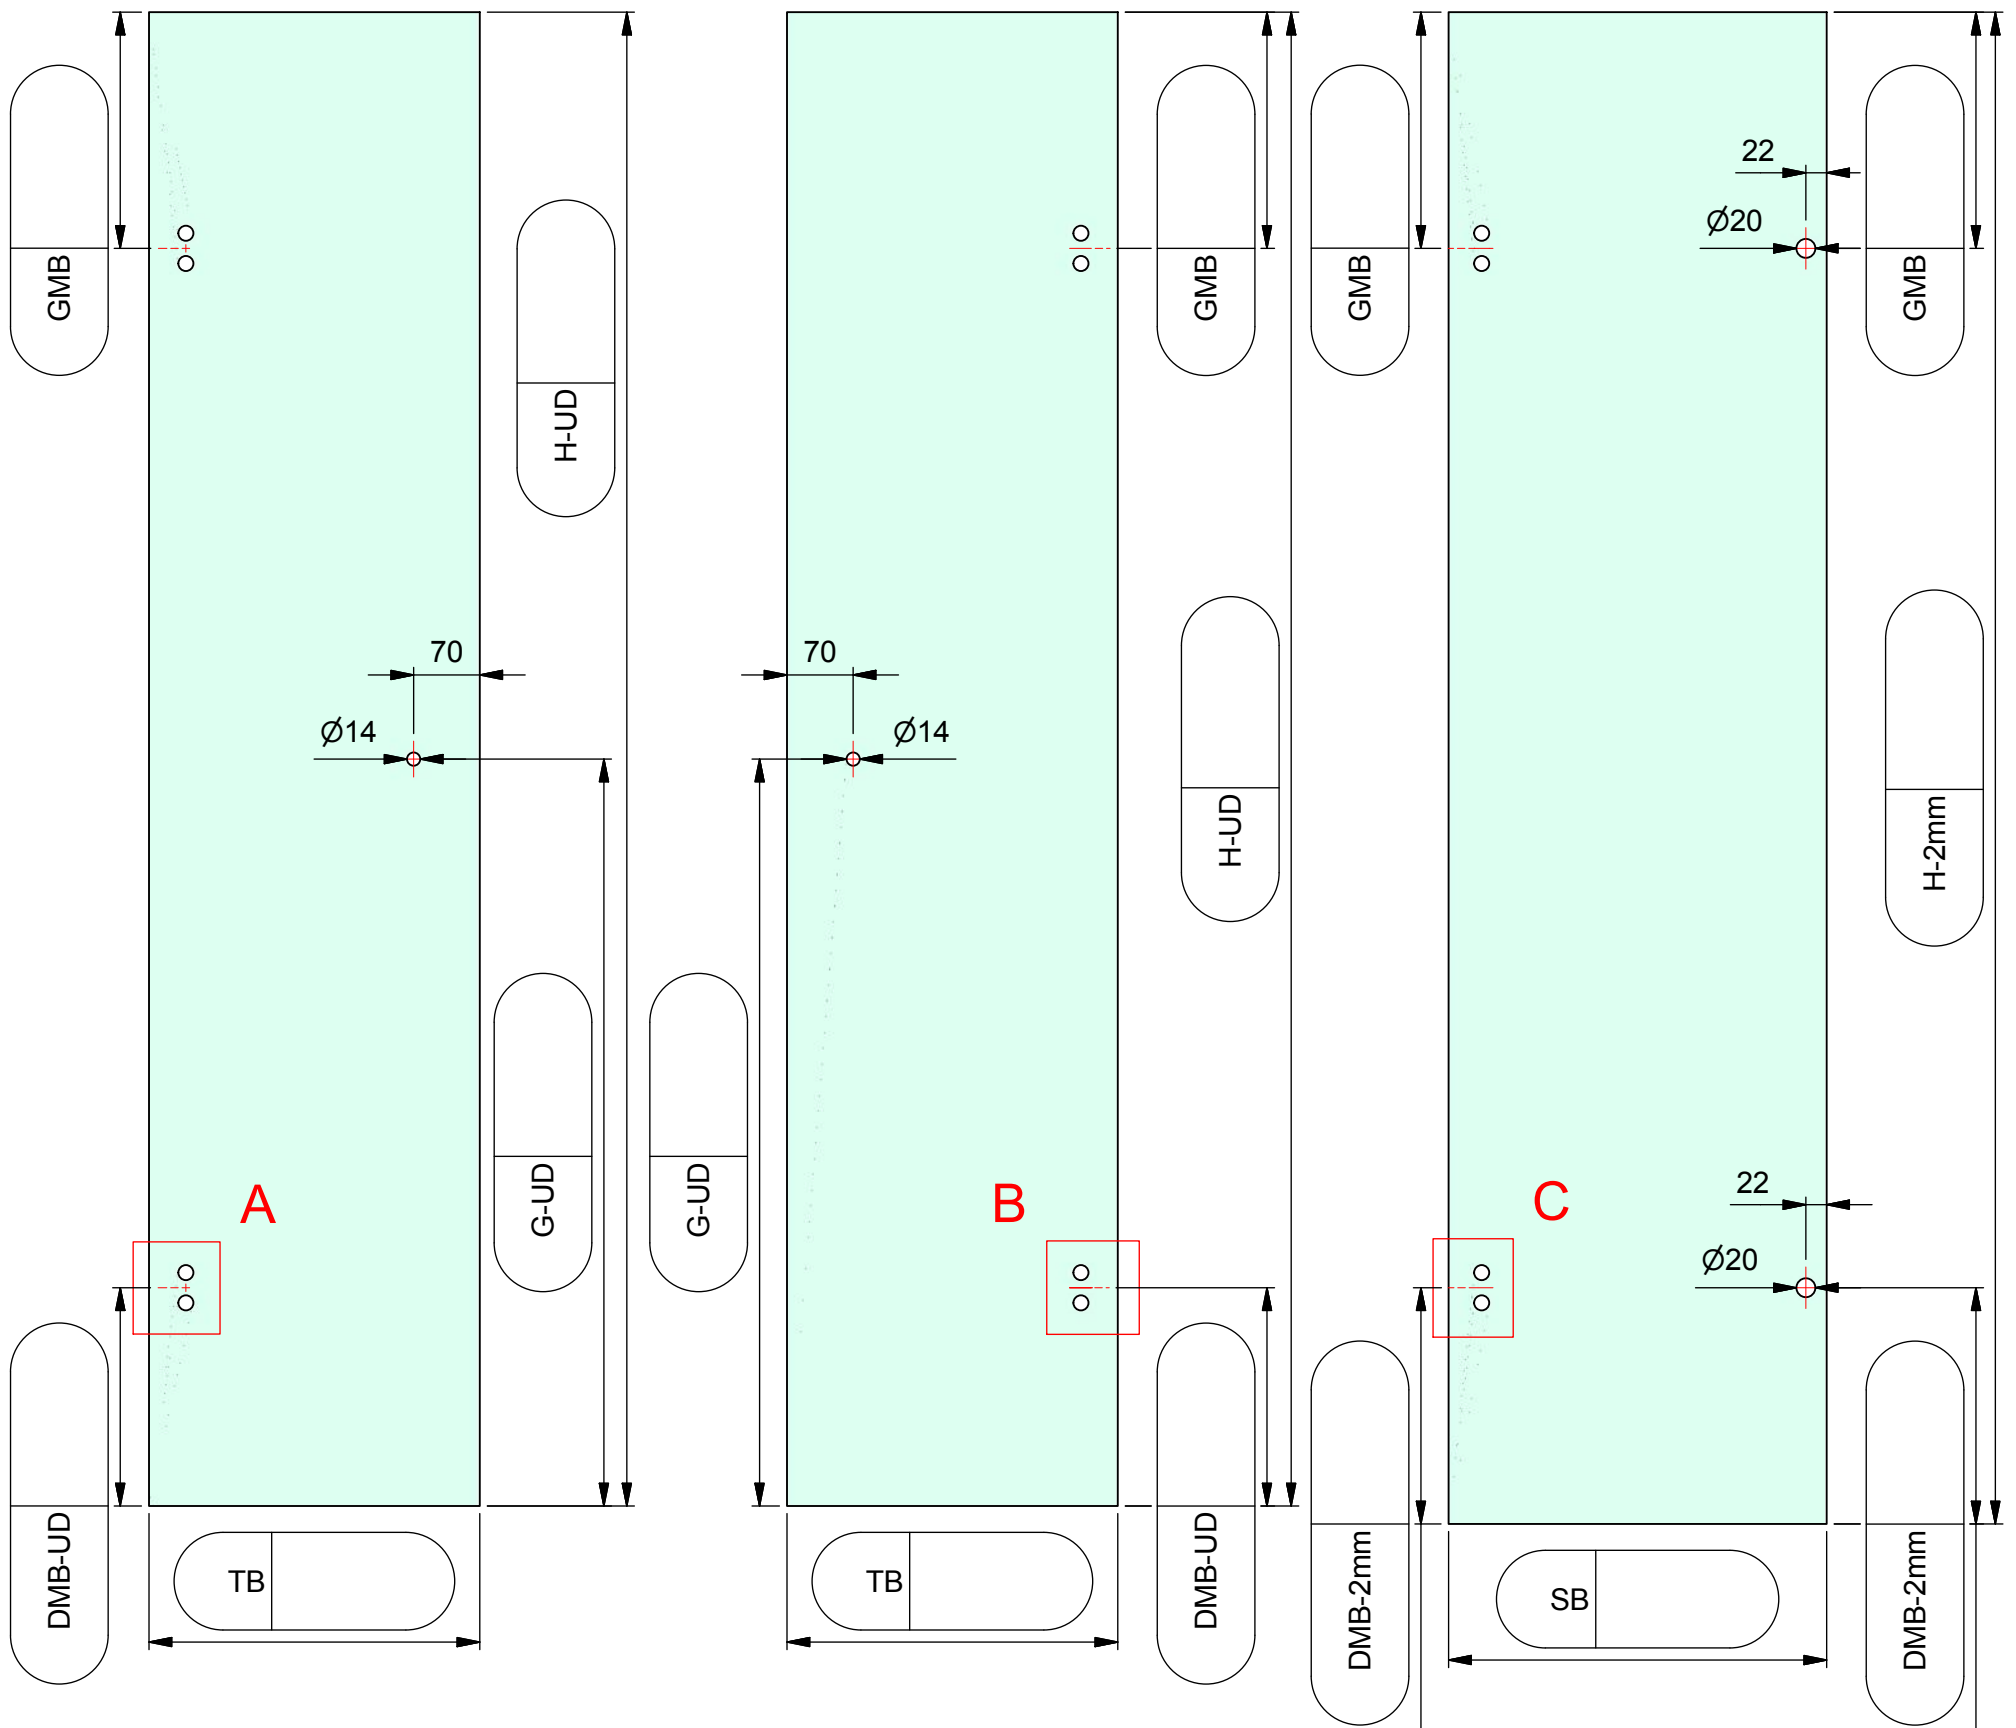 GMB
H-UD
70
Ø14
G-UD
A
DMB-UD
TB
GMB
70
Ø14
H-UD
G-UD
B
DMB-UD
TB
GMB
22
Ø20
GMB
H-2mm
C
22
Ø20
DMB-2mm
SB
DMB-2mm